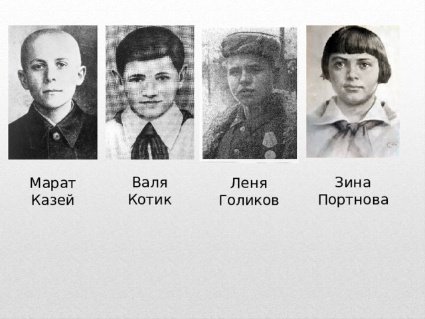 Марат
Казей
Валя
Котик
Леня
Голиков
Зина
Портнова